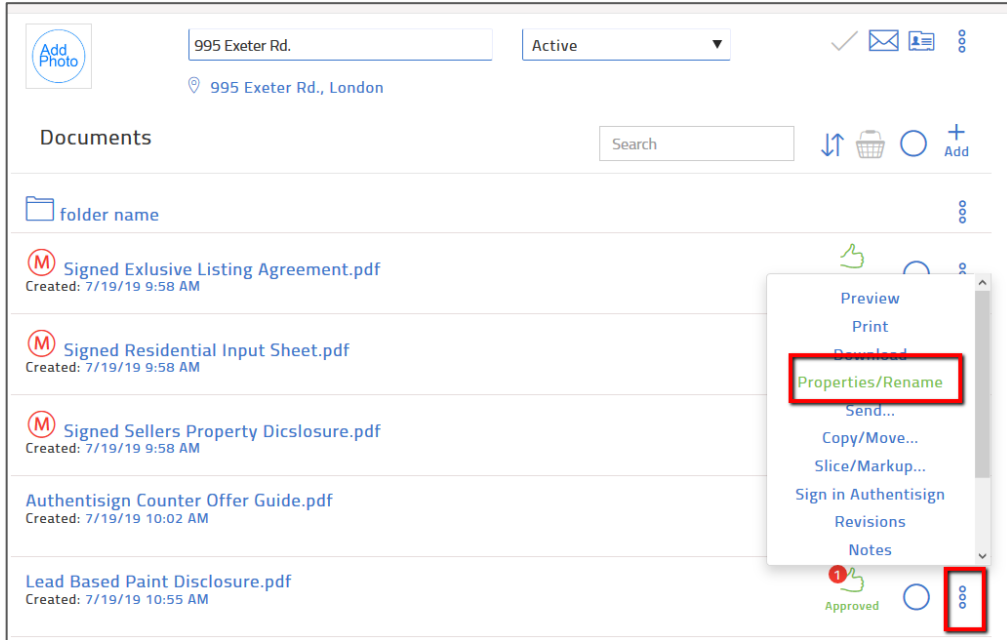 Add
Photo
995 Exeter Rd.
Active
995 Exeter Rd., London
Documents
Search
Add
folder name
M Signed Exlusive Listing Agreement.pdf
Created: 7/19/19 9:58 AM
M Signed Residential Input Sheet.pdf
Created: 7/19/19 9:58 AM
M Signed Sellers Property Dicslosure.pdf
Created: 7/19/19 9:58 AM
Authentisign Counter Offer Guide.pdf
Created: 7/19/19 10:02 AM
Lead Based Paint Disclosure.pdf
Created: 7/19/19 10:55 AM
Preview
Print
Download
Properties/Rename
Send...
Copy/Move...
Slice/Markup...
Sign in Authentisign
Revisions
Notes
1
Approved